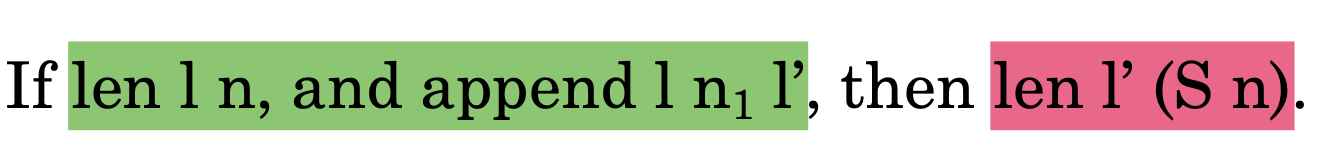 If len l n, and append l n₁ l’, then len l’ (S n).